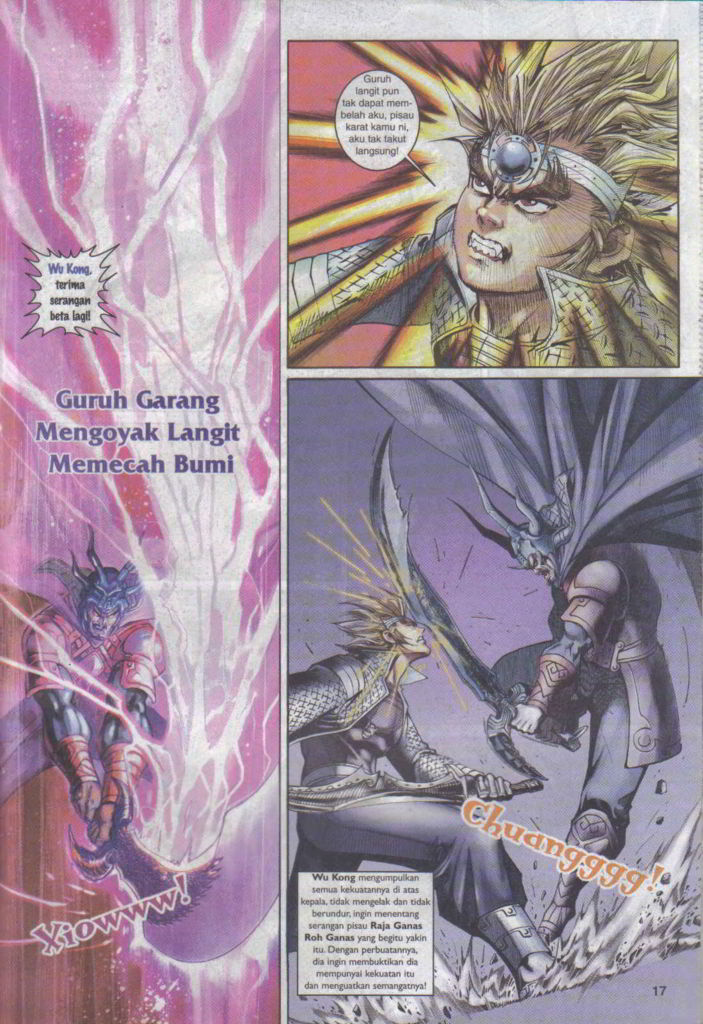 Wu Kong,
terima
serangan
beta lagi!
Guruh Garang
Mengoyak Langit
Memecah Bumi
Xiowww!
Guruh
langit pun
tak dapat mem-
belah aku, pisau
karat kamu ni,
aku tak takut
langsung!
Chuangggg!
Wu Kong mengumpulkan
semua kekuatannya di atas
kepala, tidak mengelak dan tidak
berundur, ingin menentang
serangan pisau Raja Ganas
Roh Ganas yang begitu yakin
itu. Dengan perbuatannya,
dia ingin membuktikan dia
mempunyai kekuatan itu
dan menguatkan semangatnya!
17